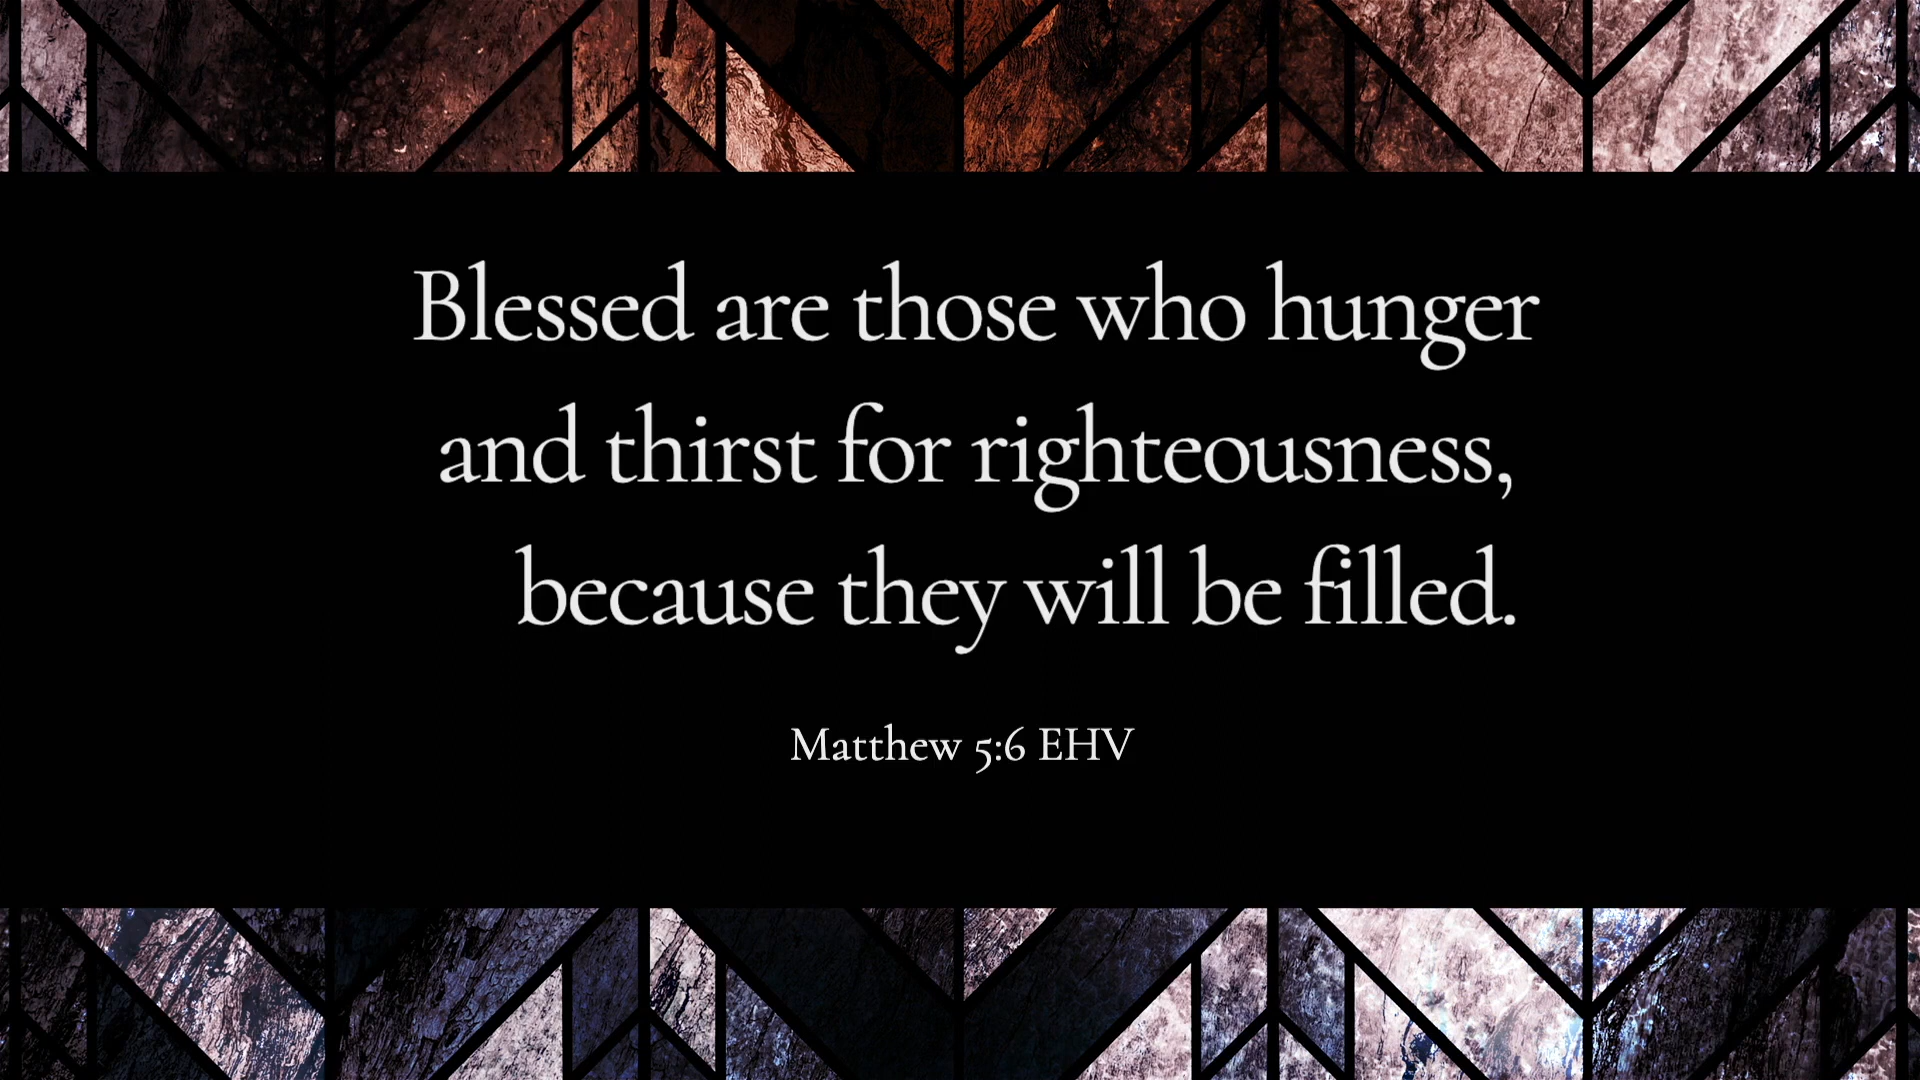 Blessed are those who hunger
and thirst for righteousness,
because they will be filled.
Matthew 5:6 EHV